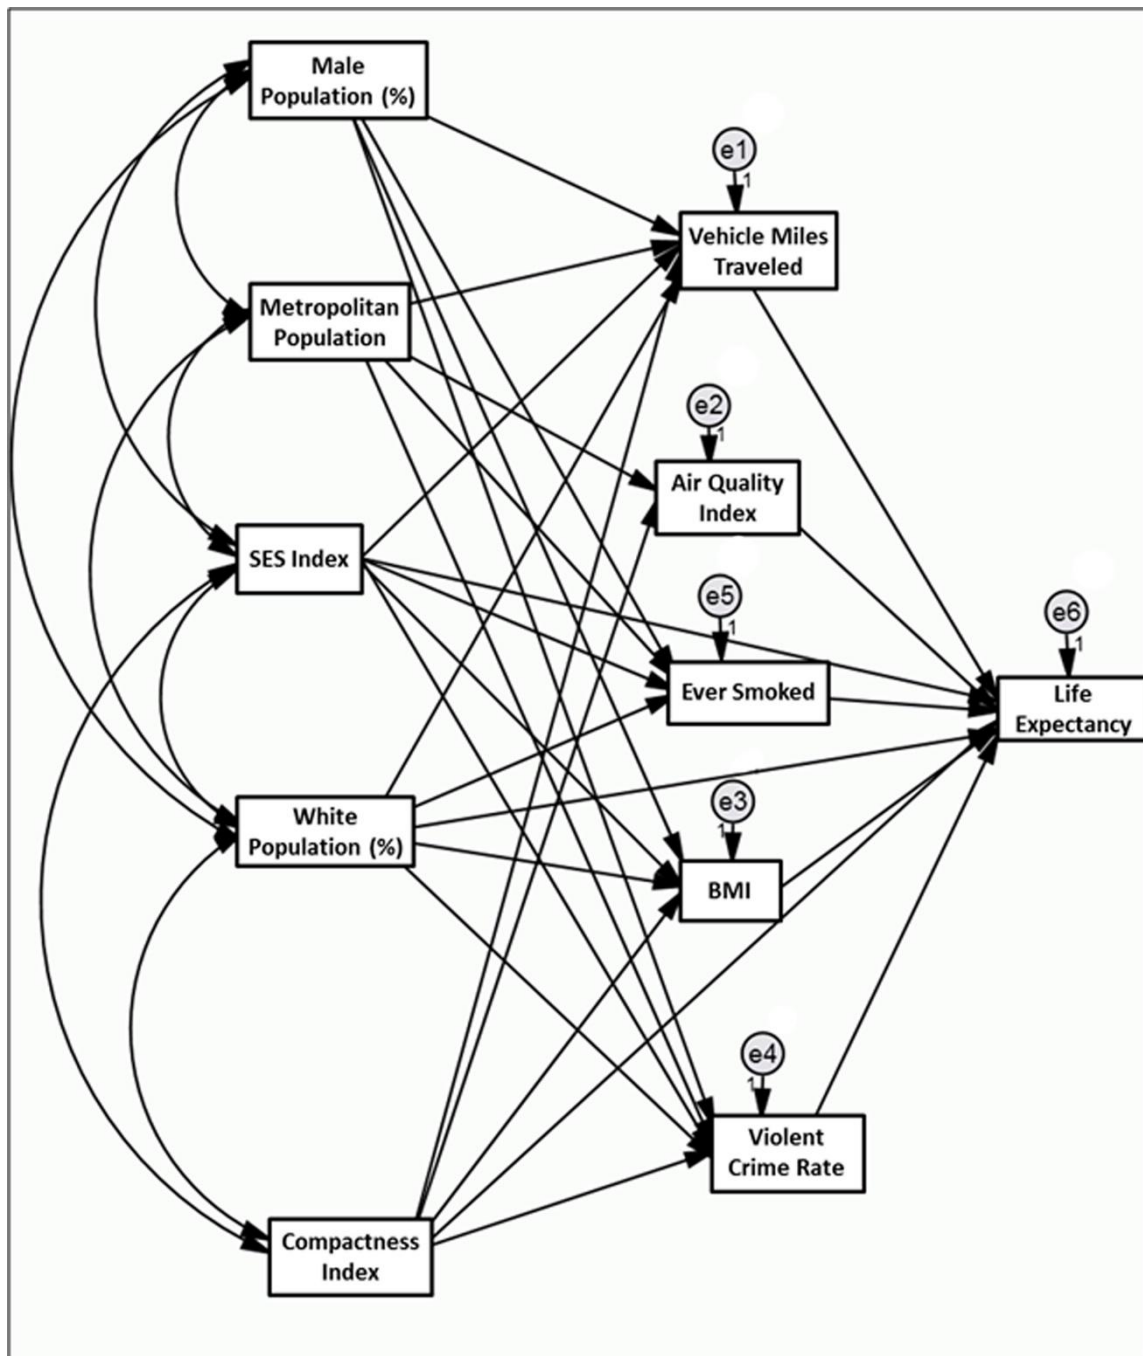 Male
Population (%)
e1
1
Vehicle Miles
Traveled
Metropolitan
Population
e2
1
Air Quality
Index
SES Index
e5
1
Ever Smoked
e6
1
Life
Expectancy
White
Population (%)
e3
1
BMI
e4
1
Violent
Crime Rate
Compactness
Index